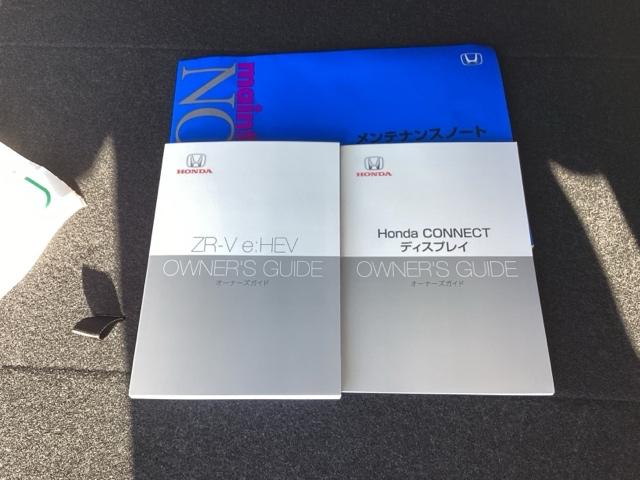 メンテナンスノート
HONDA
ZR-V e:HEV
OWNER'S GUIDE
オーナーズガイド
HONDA
Honda CONNECT
ディスプレイ
OWNER'S GUIDE
オーナーズガイド